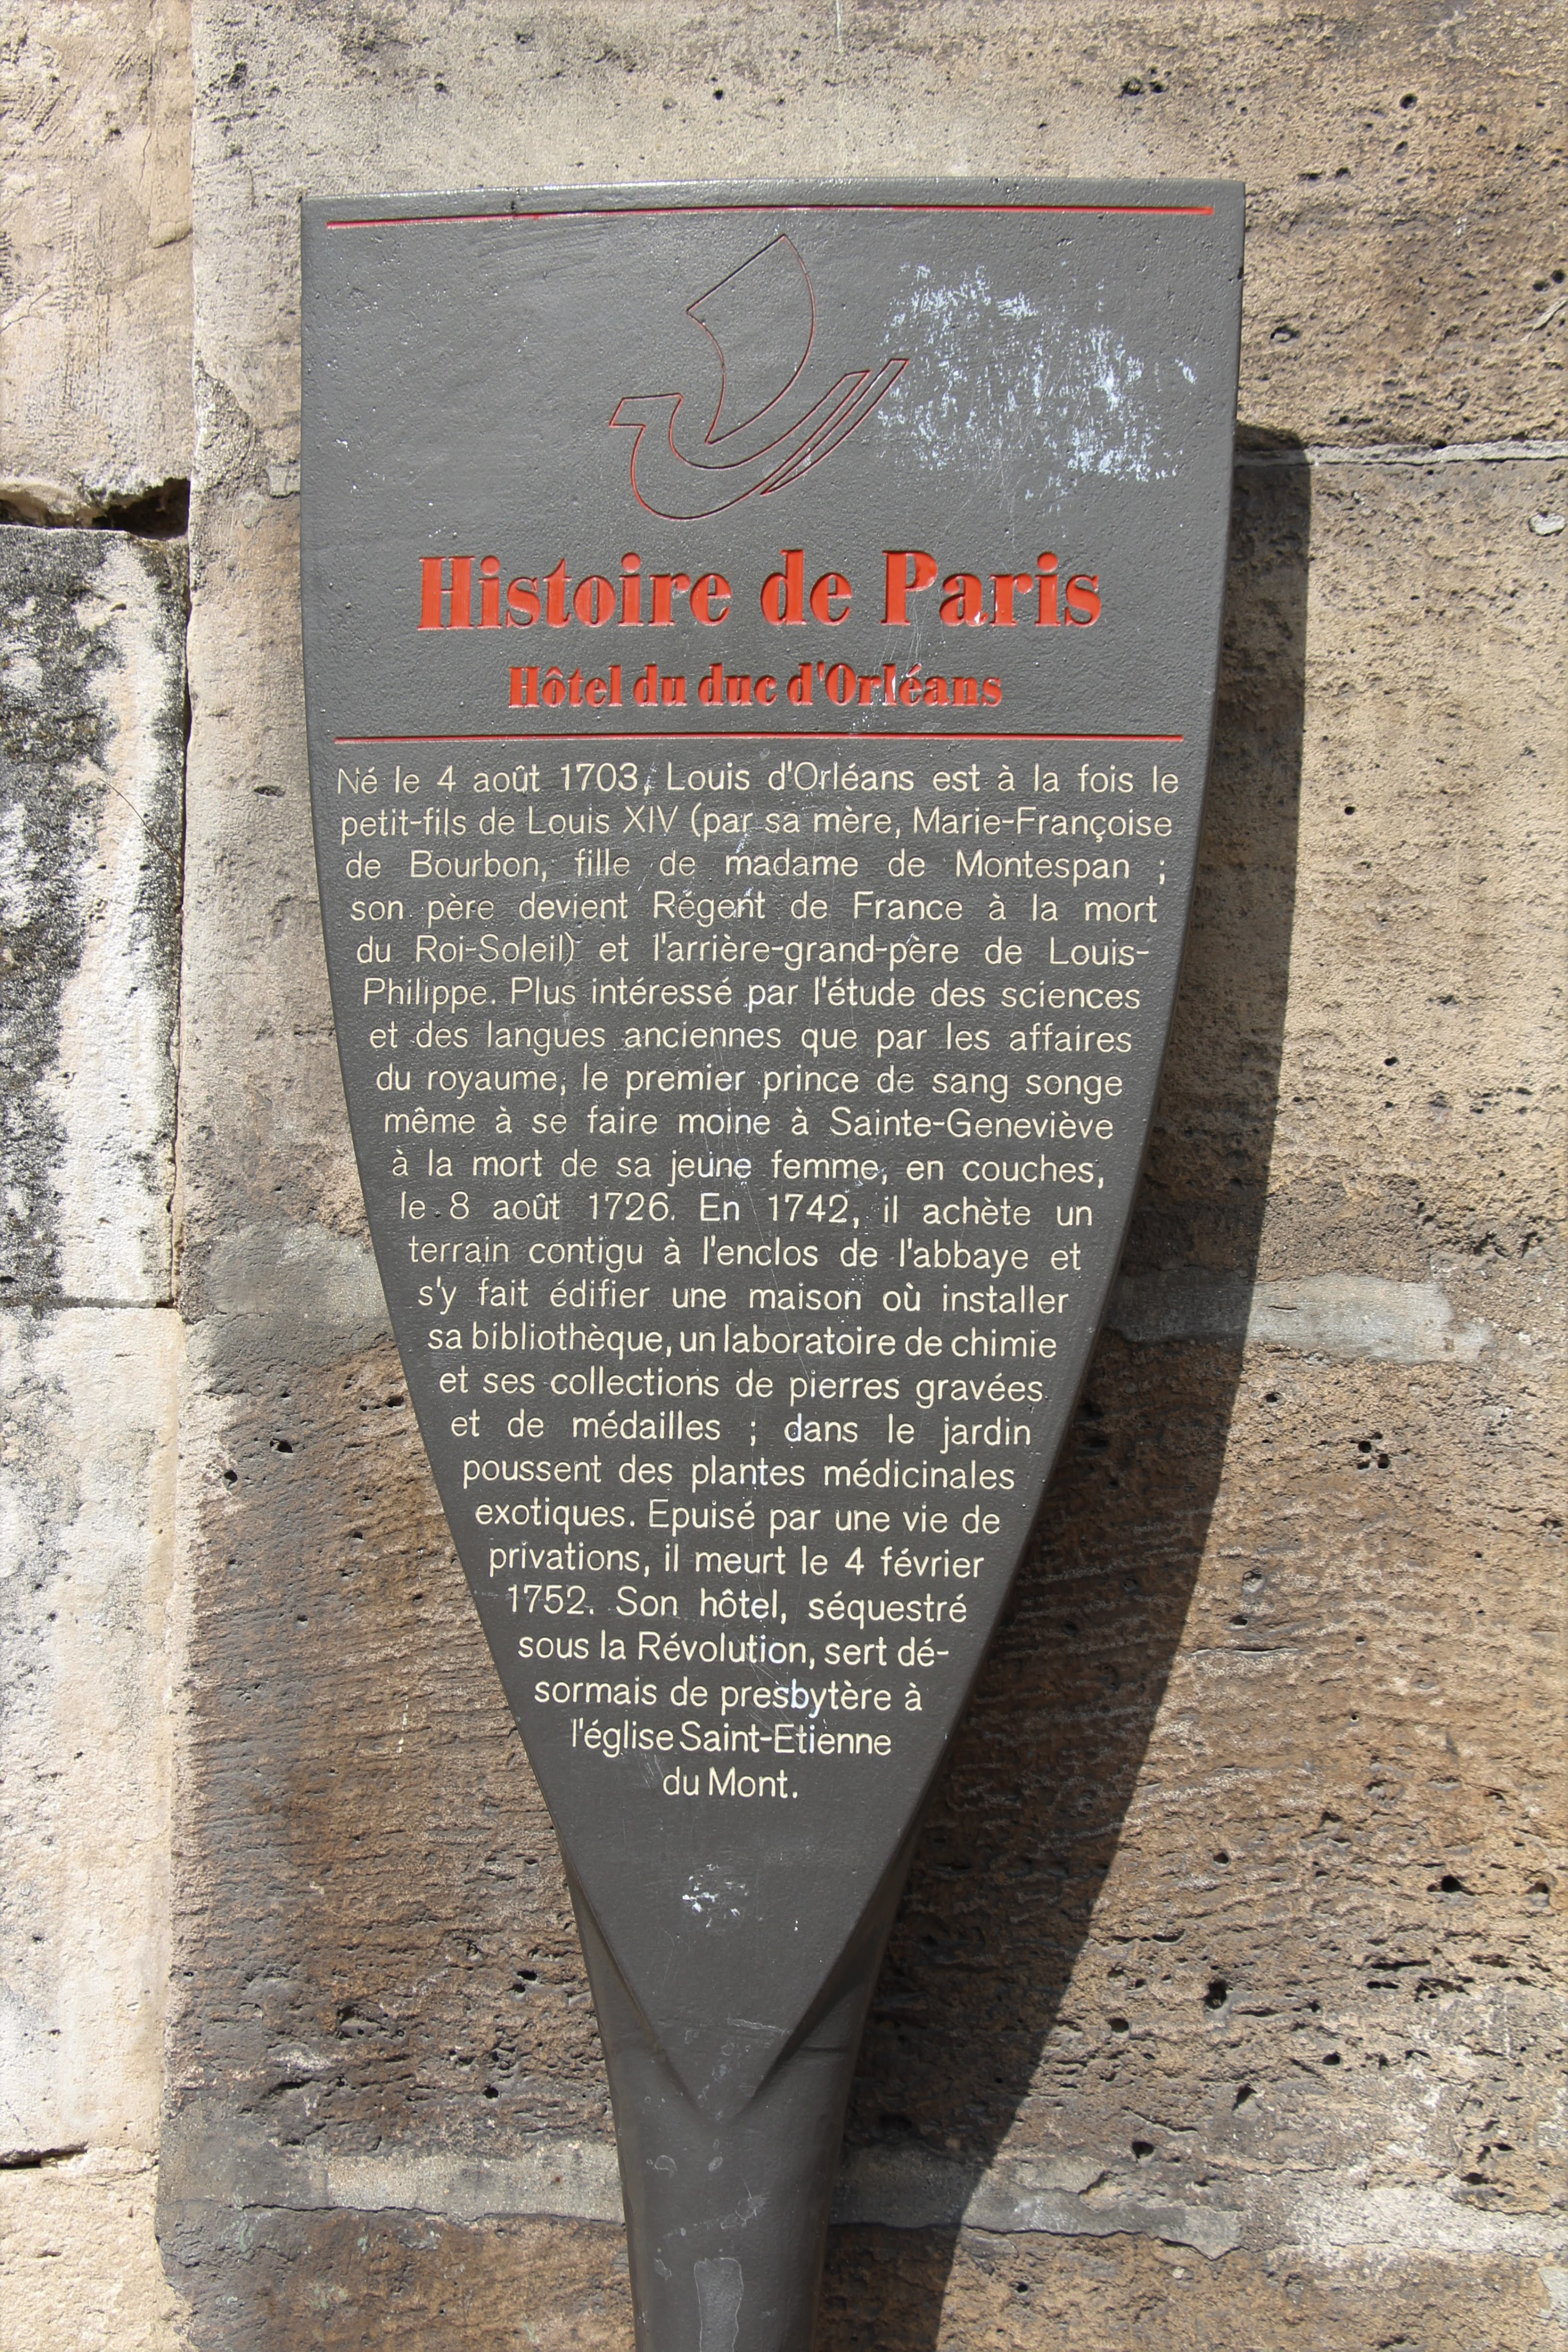 Histoire de Paris
Hôtel du duc d'Orléans
Né le 4 août 1703, Louis d'Orléans est à la fois le
petit-fils de Louis XIV (par sa mère, Marie-Françoise
de Bourbon, fille de madame de Montespan ;
son père devient Régent de France à la mort
du Roi-Soleil) et l'arrière-grand-père de Louis-
Philippe. Plus intéressé par l'étude des sciences
et des langues anciennes que par les affaires
du royaume, le premier prince de sang songe
même à se faire moine à Sainte-Geneviève
à la mort de sa jeune femme, en couches,
le 8 août 1726. En 1742, il achète un
terrain contigu à l'enclos de l'abbaye et
s'y fait édifier une maison où installer
sa bibliothèque, un laboratoire de chimie
et ses collections de pierres gravées
et de médailles ; dans le jardin
poussent des plantes médicinales
exotiques. Epuisé par une vie de
privations, il meurt le 4 février
1752. Son hôtel, séquestré
sous la Révolution, sert dé-
sormais de presbytère à
l'église Saint-Etienne
du Mont.